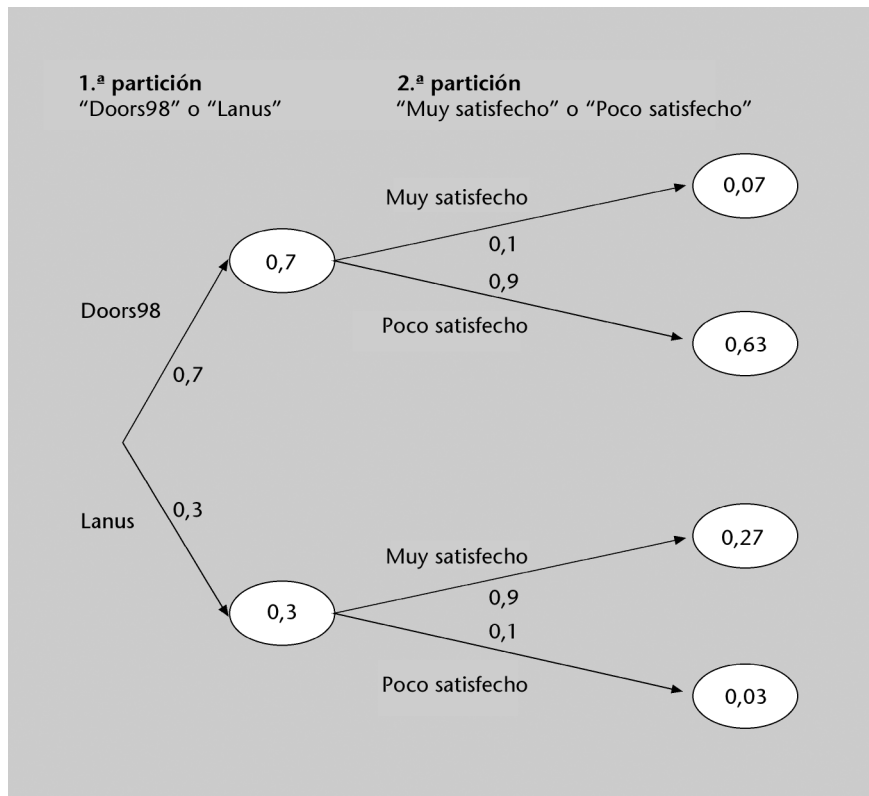 1.ª partición
“Doors98” o “Lanus”
2.ª partición
“Muy satisfecho” o “Poco satisfecho”
0,07
Muy satisfecho
0,1
0,7
0,9
Doors98
Poco satisfecho
0,63
0,7
0,3
Lanus
0,27
Muy satisfecho
0,9
0,3
0,1
Poco satisfecho
0,03